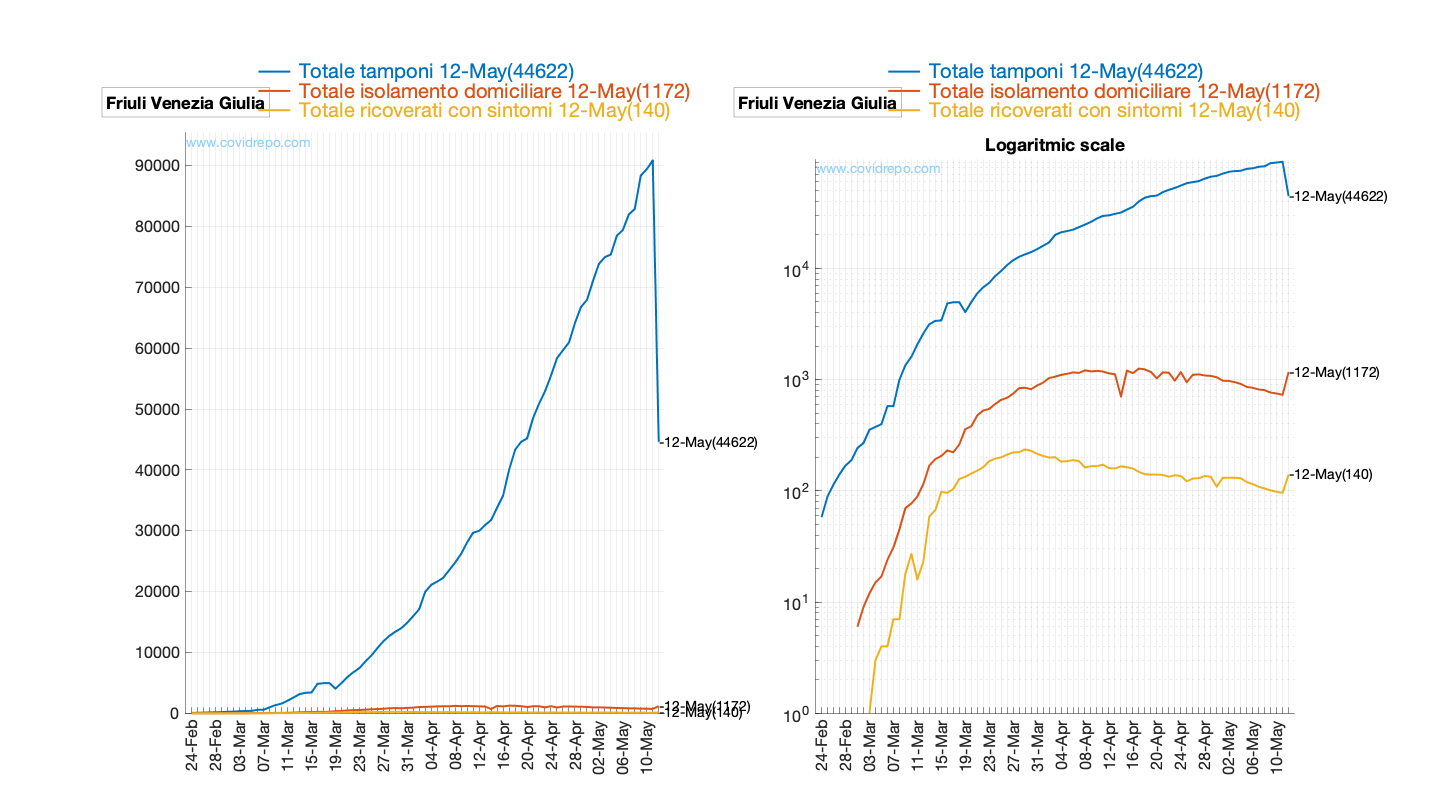 Totale tamponi 12-May(44622)
Totale isolamento domiciliare 12-May(1172)
Friuli Venezia Giulia
Totale ricoverati con sintomi 12-May(140)
www.covidrepo.com
90000
80000
70000
60000
50000
40000
30000
20000
10000
0
12-May(44622)
12-May(1172)
12-May(140)
24-Feb
28-Feb
03-Mar
07-Mar
11-Mar
15-Mar
19-Mar
23-Mar
27-Mar
31-Mar
04-Apr
08-Apr
12-Apr
16-Apr
20-Apr
24-Apr
28-Apr
02-May
06-May
10-May
Totale tamponi 12-May(44622)
Totale isolamento domiciliare 12-May(1172)
Friuli Venezia Giulia
Totale ricoverati con sintomi 12-May(140)
Logaritmic scale
www.covidrepo.com
10^4
10^3
10^2
10^1
10^0
12-May(44622)
12-May(1172)
12-May(140)
24-Feb
28-Feb
03-Mar
07-Mar
11-Mar
15-Mar
19-Mar
23-Mar
27-Mar
31-Mar
04-Apr
08-Apr
12-Apr
16-Apr
20-Apr
24-Apr
28-Apr
02-May
06-May
10-May